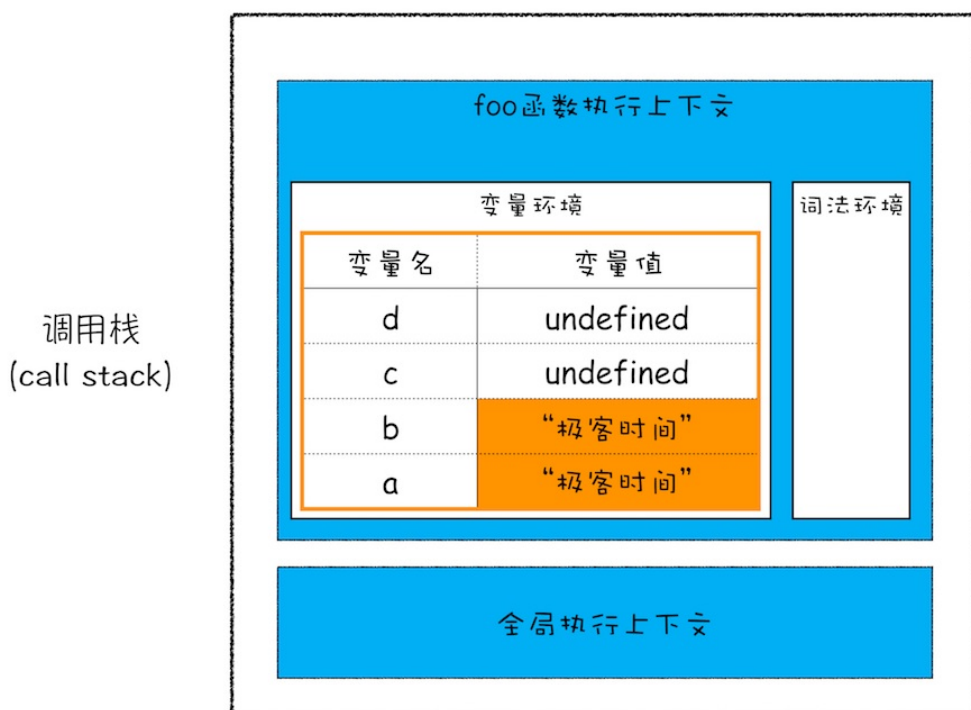 foo函数执行上下文
变量环境
词法环境
变量名 变量值
d undefined
c undefined
b “极客时间”
a “极客时间”
调用栈
(call stack)
全局执行上下文